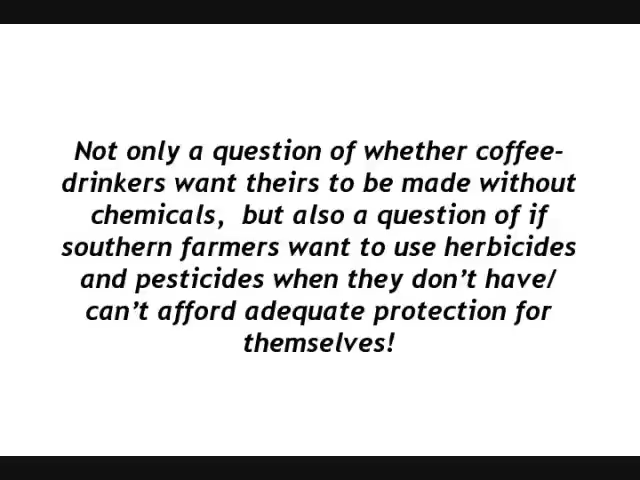 Not only a question of whether coffee-
drinkers want theirs to be made without
chemicals,  but also a question of if
southern farmers want to use herbicides
and pesticides when they don’t have/
can’t afford adequate protection for
themselves!